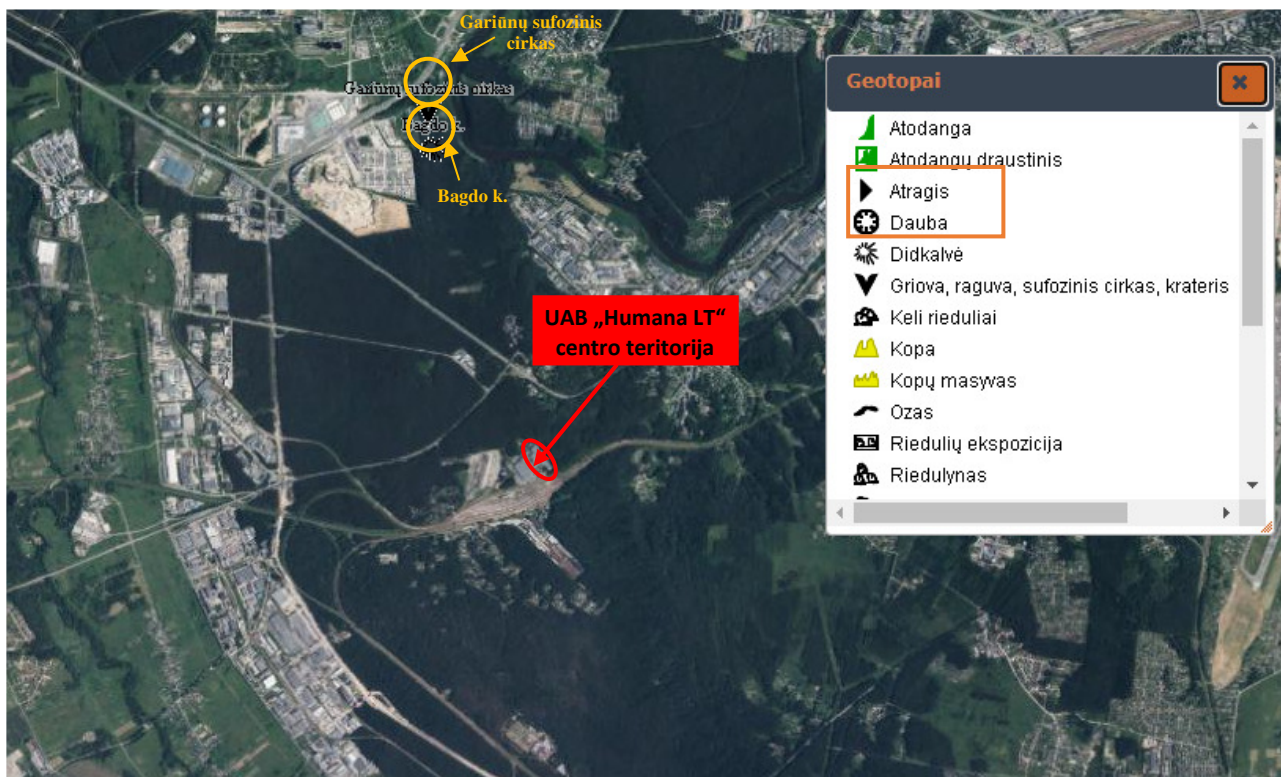 Gariūnų sufozinis
cirkas
Gariūnų sufozinis cirkas
Bagdo k.
Bagdo k.
UAB „Humana LT“
centro teritorija
Geotopai
Atodanga
Atodangų draustinis
Atragis
Dauba
Didkalvė
Griova, raguva, sufozinis cirkas, krateris
Keli rieduliai
Kopa
Kopų masyvas
Ozas
Riedulių ekspozicija
Riedulynas